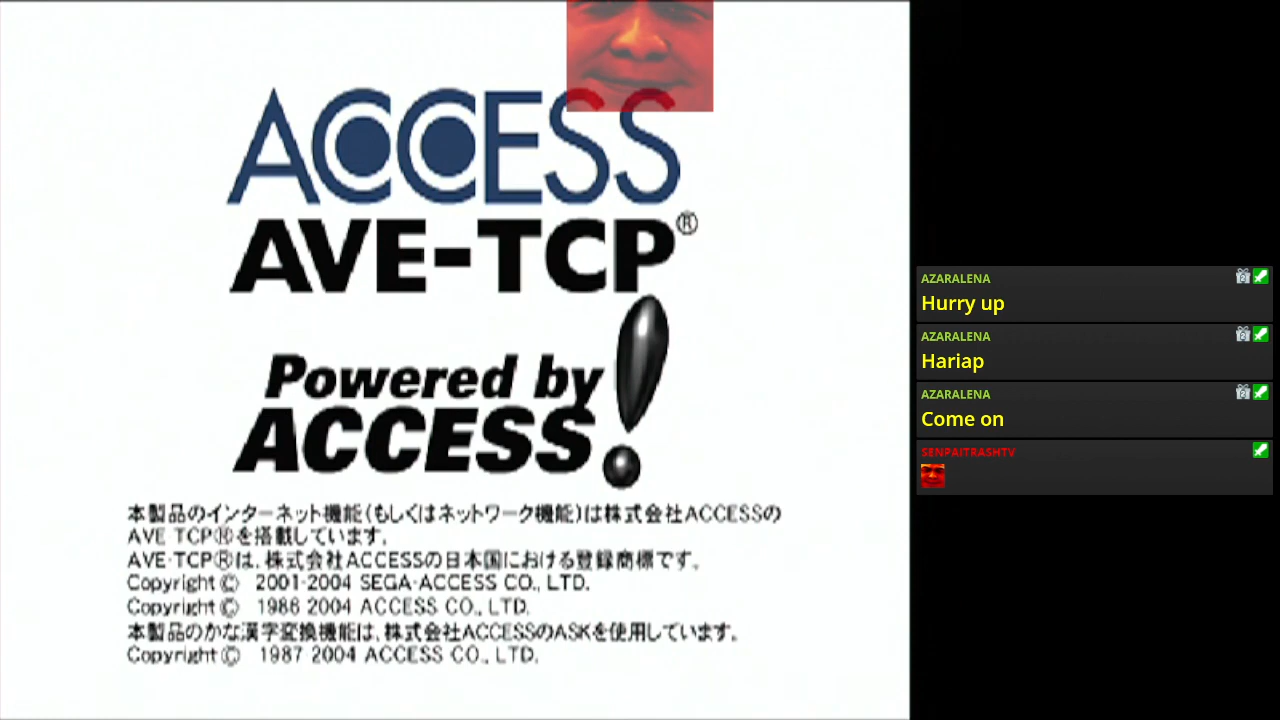 ACCESS
AVE-TCP®
Powered by
ACCESS!
本製品のインターネット機能(もしくはネットワーク機能)は株式会社ACCESSの
AVE TCP®を搭載しています。
AVE-TCP®は、株式会社ACCESSの日本国における登録商標です。
Copyright © 2001-2004 SEGA-ACCESS CO., LTD.
Copyright © 1986 2004 ACCESS CO., LTD.
本製品のかな漢字変換機能は、株式会社ACCESSのASKを使用しています。
Copyright © 1987 2004 ACCESS CO., LTD.
AZARALENA
Hurry up
AZARALENA
Hariap
AZARALENA
Come on
SENPAITRASHTV